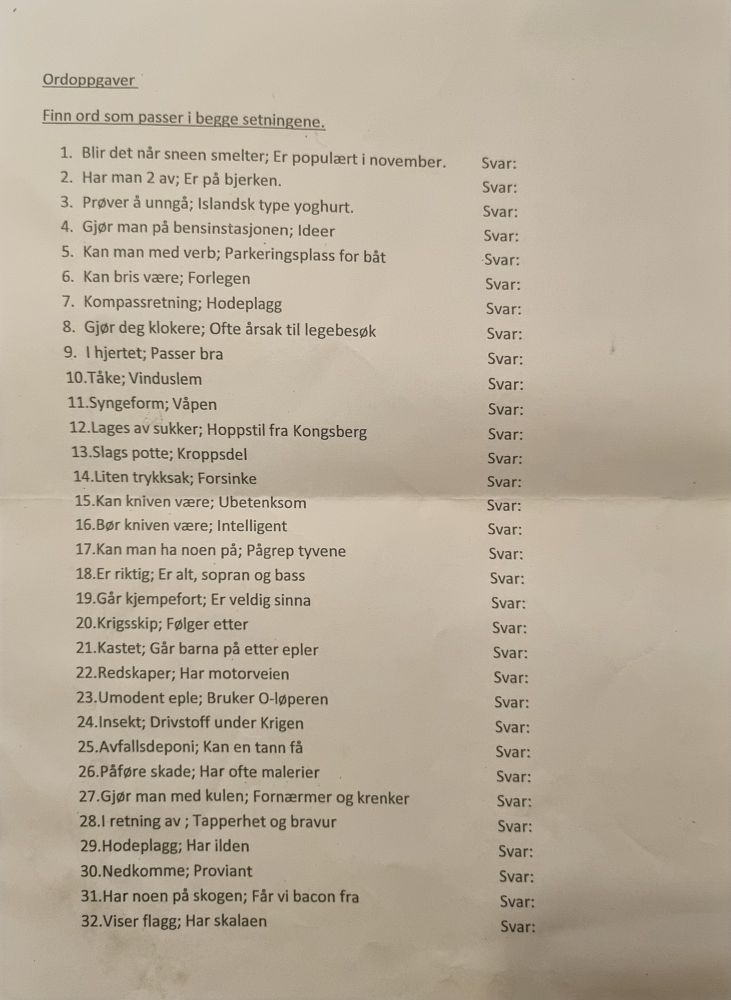 Ordoppgaver
Finn ord som passer i begge setningene.
1. Blir det når sneen smelter; Er populært i november. Svar:
2. Har man 2 av; Er på bjerken. Svar:
3. Prøver å unngå; Islandsk type yoghurt. Svar:
4. Gjør man på bensinstasjonen; Ideer Svar:
5. Kan man med verb; Parkeringsplass for båt Svar:
6. Kan bris være; Forlegen Svar:
7. Kompassretning; Hodeplagg Svar:
8. Gjør deg klokere; Ofte årsak til legebesøk Svar:
9. I hjertet; Passer bra Svar:
10.Tåke; Vinduslem Svar:
11.Syngeform; Våpen Svar:
12.Lages av sukker; Hoppstil fra Kongsberg Svar:
13.Slags potte; Kroppsdel Svar:
14.Liten trykksak; Forsinke Svar:
15.Kan kniven være; Ubetenksom Svar:
16.Bør kniven være; Intelligent Svar:
17.Kan man ha noen på; Pågrep tyvene Svar:
18.Er riktig; Er alt, sopran og bass Svar:
19.Går kjempefort; Er veldig sinna Svar:
20.Krigsskip; Følger etter Svar:
21.Kastet; Går barna på etter epler Svar:
22.Redskaper; Har motorveien Svar:
23.Umodent eple; Bruker O-løperen Svar:
24.Insekt; Drivstoff under Krigen Svar:
25.Avfallsdeponi; Kan en tann få Svar:
26.Påføre skade; Har ofte malerier Svar:
27.Gjør man med kulen; Fornærmer og krenker Svar:
28.I retning av ; Tapperhet og bravur Svar:
29.Hodeplagg; Har ilden Svar:
30.Nedkomme; Proviant Svar:
31.Har noen på skogen; Får vi bacon fra Svar:
32.Viser flagg; Har skalaen Svar: